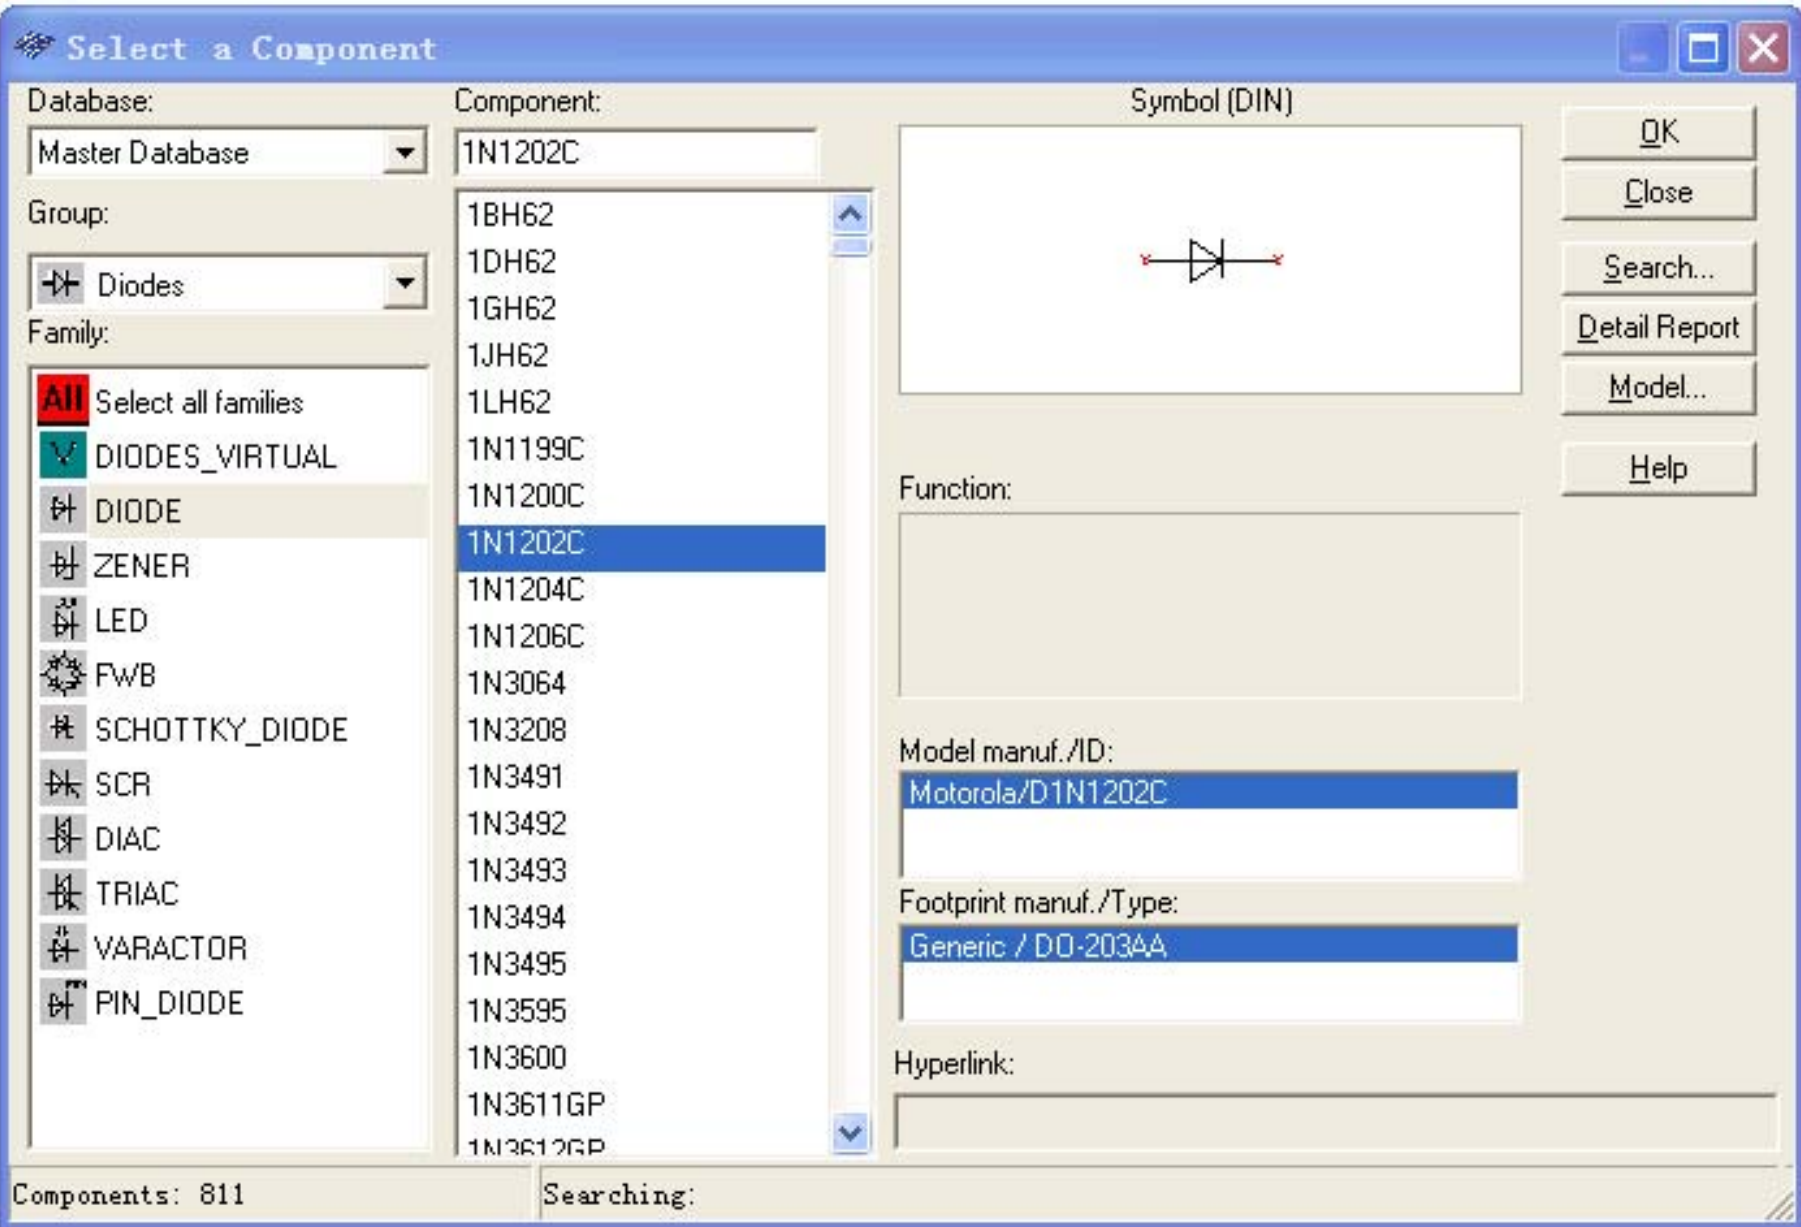 Select a Component
Database:
Master Database
Group:
Diodes
Family:
All Select all families
DIODES_VIRTUAL
DIODE
ZENER
LED
FWB
SCHOTTKY_DIODE
SCR
DIAC
TRIAC
VARACTOR
PIN_DIODE
Component:
1N1202C
1BH62
1DH62
1GH62
1JH62
1LH62
1N1199C
1N1200C
1N1202C
1N1204C
1N1206C
1N3064
1N3208
1N3491
1N3492
1N3493
1N3494
1N3495
1N3595
1N3600
1N3611GP
1N3612GP
Symbol (DIN)
Function:
Model manuf./ID:
Motorola/D1N1202C
Footprint manuf./Type:
Generic / DO-203AA
Hyperlink:
OK
Close
Search...
Detail Report
Model...
Help
Components: 811
Searching: